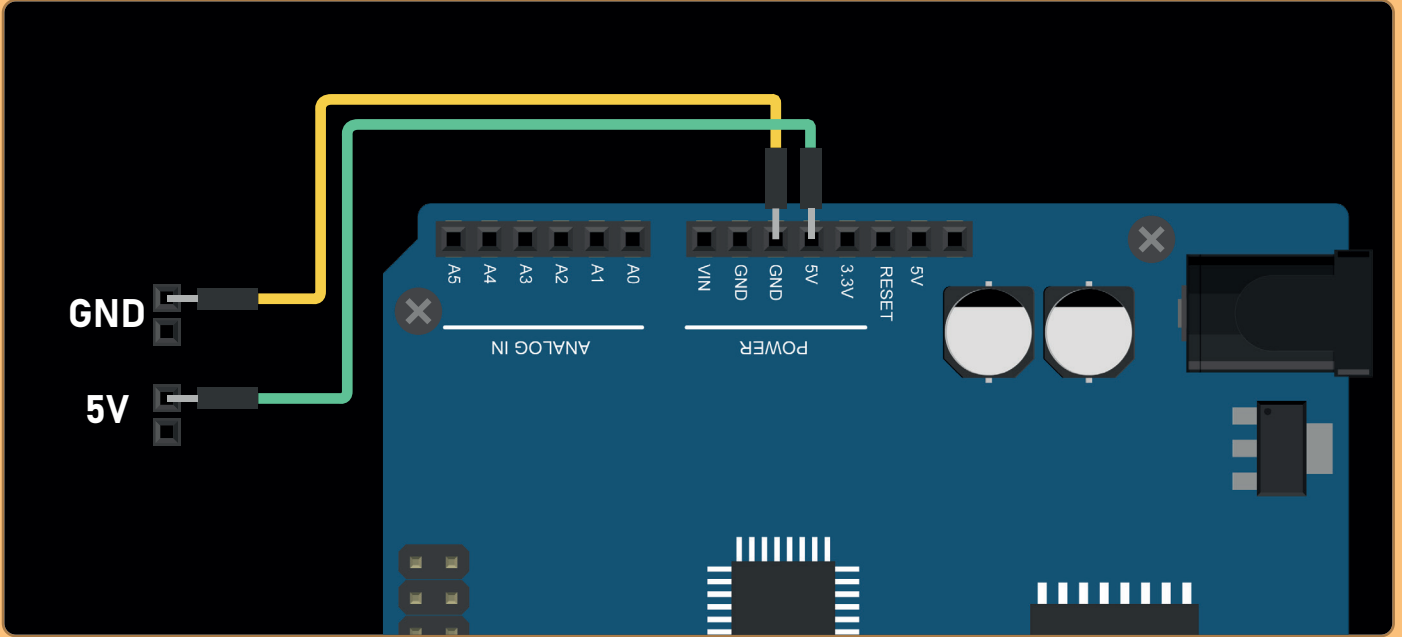 GND
5V
A5
A4
A3
A2
A1
A0
VIN
GND
GND
5V
3.3V
RESET
5V
ANALOG IN
POWER